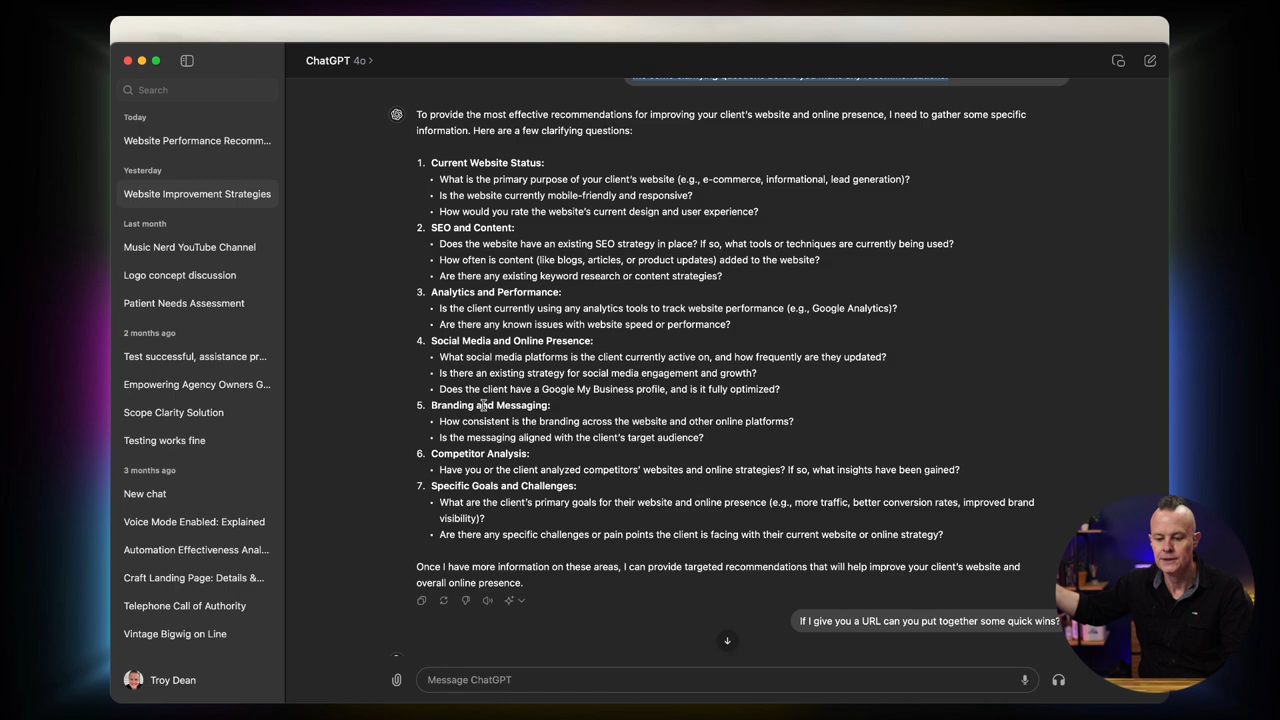 ChatGPT 4o >
Search
Today
Website Performance Recomm...
Yesterday
Website Improvement Strategies
Last month
Music Nerd YouTube Channel
Logo concept discussion
Patient Needs Assessment
2 months ago
Test successful, assistance pr...
Empowering Agency Owners G...
Scope Clarity Solution
Testing works fine
3 months ago
New chat
Voice Mode Enabled: Explained
Automation Effectiveness Anal...
Craft Landing Page: Details &...
Telephone Call of Authority
Vintage Bigwig on Line
Troy Dean
To provide the most effective recommendations for improving your client's website and online presence, I need to gather some specific
information. Here are a few clarifying questions:
1. Current Website Status:
• What is the primary purpose of your client's website (e.g., e-commerce, informational, lead generation)?
• Is the website currently mobile-friendly and responsive?
• How would you rate the website's current design and user experience?
2. SEO and Content:
• Does the website have an existing SEO strategy in place? If so, what tools or techniques are currently being used?
• How often is content (like blogs, articles, or product updates) added to the website?
• Are there any existing keyword research or content strategies?
3. Analytics and Performance:
• Is the client currently using any analytics tools to track website performance (e.g., Google Analytics)?
• Are there any known issues with website speed or performance?
4. Social Media and Online Presence:
• What social media platforms is the client currently active on, and how frequently are they updated?
• Is there an existing strategy for social media engagement and growth?
• Does the client have a Google My Business profile, and is it fully optimized?
5. Branding and Messaging:
• How consistent is the branding across the website and other online platforms?
• Is the messaging aligned with the client's target audience?
6. Competitor Analysis:
• Have you or the client analyzed competitors' websites and online strategies? If so, what insights have been gained?
7. Specific Goals and Challenges:
• What are the client's primary goals for their website and online presence (e.g., more traffic, better conversion rates, improved brand
visibility)?
• Are there any specific challenges or pain points the client is facing with their current website or online strategy?
Once I have more information on these areas, I can provide targeted recommendations that will help improve your client's website and
overall online presence.
If I give you a URL can you put together some quick wins?
Message ChatGPT